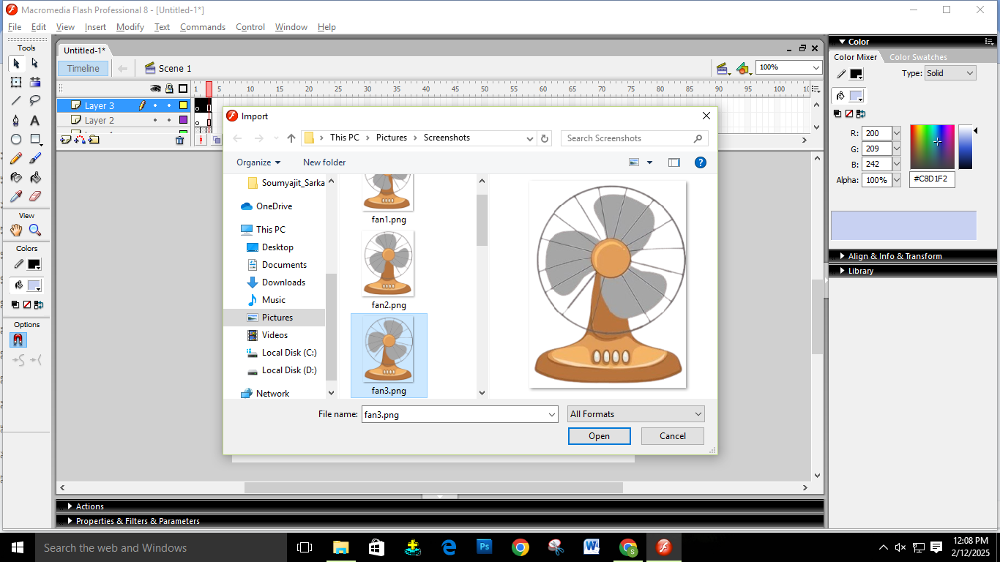 Macromedia Flash Professional 8 - [Untitled-1*]
File Edit View Insert Modify Text Commands Control Window Help
Tools
View
Colors
Options
Untitled-1*
Timeline
Scene 1
100%
1 5 10 15 20 25 30 35 40 45 50 55 60 65 70 75 80 85 90 95 100
Layer 3
Layer 2
Import
This PC > Pictures > Screenshots
Search Screenshots
Organize
New folder
Soumyajit_Sarka
OneDrive
This PC
Desktop
Documents
Downloads
Music
Pictures
Videos
Local Disk (C:)
Local Disk (D:)
Network
fan1.png
fan2.png
fan3.png
File name: fan3.png
All Formats
Open
Cancel
Color
Color Mixer
Color Swatches
Type: Solid
R: 200
G: 209
B: 242
Alpha: 100%
#C8D1F2
Align & Info & Transform
Library
Actions
Properties & Filters & Parameters
Search the web and Windows
12:08 PM
2/12/2025